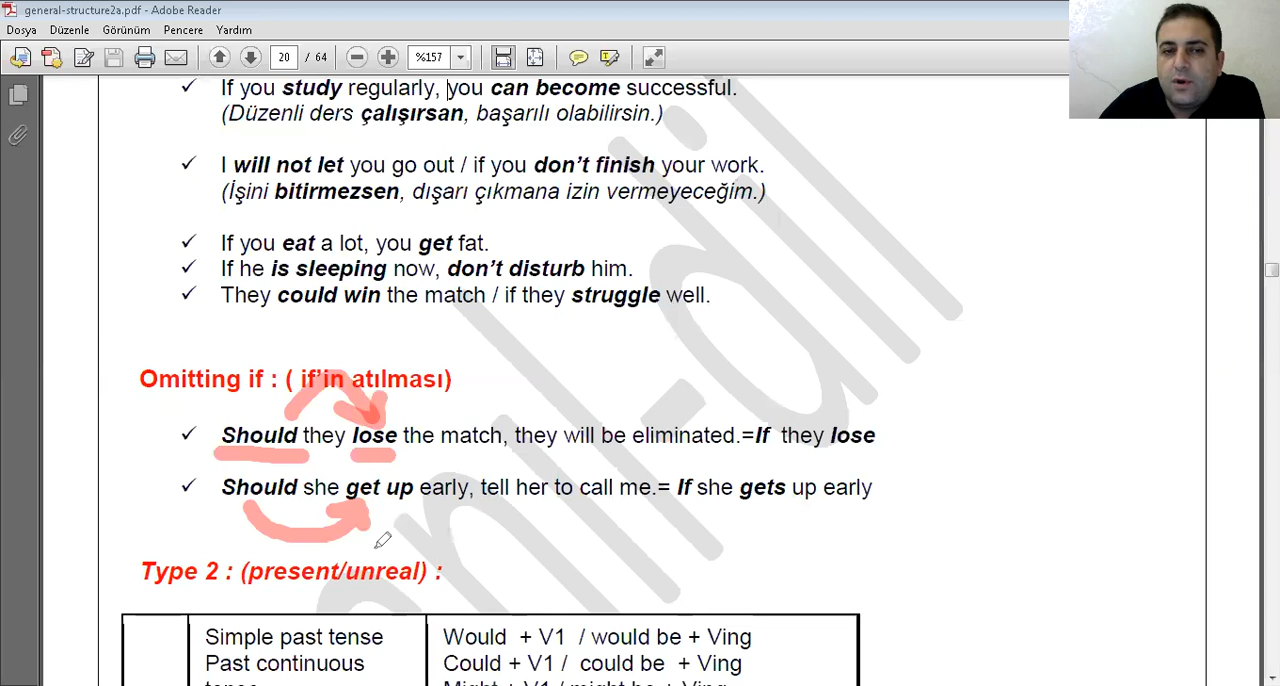 general-structure2a.pdf - Adobe Reader
Dosya Düzenle Görünüm Pencere Yardım
20 / 64 %157
✓ If you study regularly, you can become successful.
(Düzenli ders çalışırsan, başarılı olabilirsin.)
✓ I will not let you go out / if you don’t finish your work.
(İşini bitirmezsen, dışarı çıkmana izin vermeyeceğim.)
✓ If you eat a lot, you get fat.
✓ If he is sleeping now, don’t disturb him.
✓ They could win the match / if they struggle well.
Omitting if : ( if’in atılması)
✓ Should they lose the match, they will be eliminated.=If they lose
✓ Should she get up early, tell her to call me.= If she gets up early
Type 2 : (present/unreal) :
Simple past tense Would + V1 / would be + Ving
Past continuous Could + V1 / could be + Ving
tense Might + V1 / might be + Ving